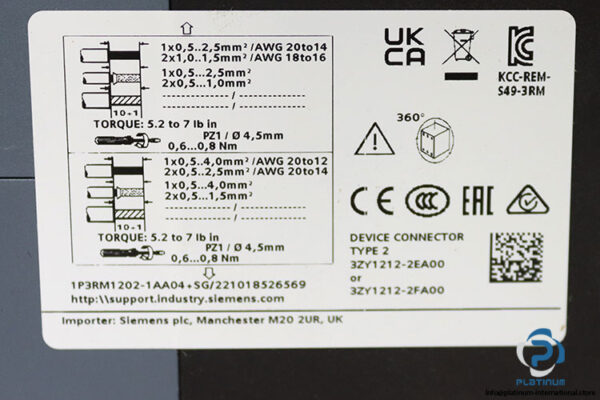 1x0,5..2,5mm²/AWG 20to14
2x1,0..1,5mm²/AWG 18to16
1x0,5...2,5mm²
2x0,5...1,0mm²
10+1
TORQUE: 5.2 to 7 lb in
PZ1 / Ø 4,5mm
0,6...0,8 Nm
1x0,5..4,0mm²/AWG 20to12
2x0,5..2,5mm²/AWG 20to14
1x0,5...4,0mm²
2x0,5...1,5mm²
10+1
TORQUE: 5.2 to 7 lb in
PZ1 / Ø 4,5mm
0,6...0,8 Nm
1P3RM1202-1AA04+SG/221018526569
http:\\support.industry.siemens.com
UK
CA
KCC-REM-
S49-3RM
360°
CE CCC EAC
DEVICE CONNECTOR
TYPE 2
3ZY1212-2EA00
or
3ZY1212-2FA00
Importer: Siemens plc, Manchester M20 2UR, UK
PLATINUM
info@platinum-international.store